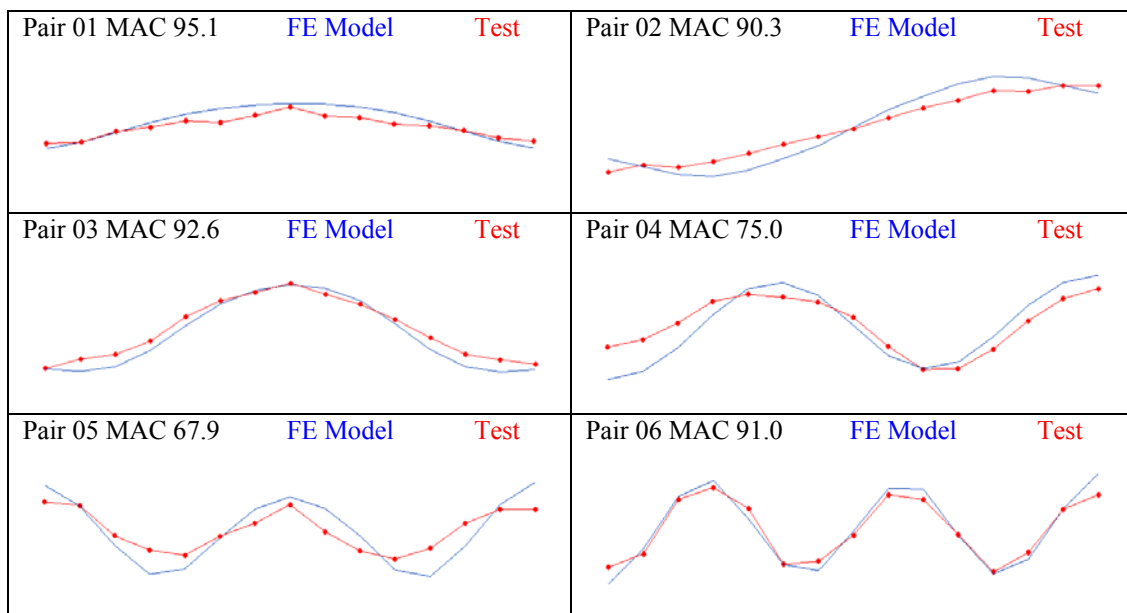 Pair 01 MAC 95.1 FE Model Test
Pair 02 MAC 90.3 FE Model Test
Pair 03 MAC 92.6 FE Model Test
Pair 04 MAC 75.0 FE Model Test
Pair 05 MAC 67.9 FE Model Test
Pair 06 MAC 91.0 FE Model Test